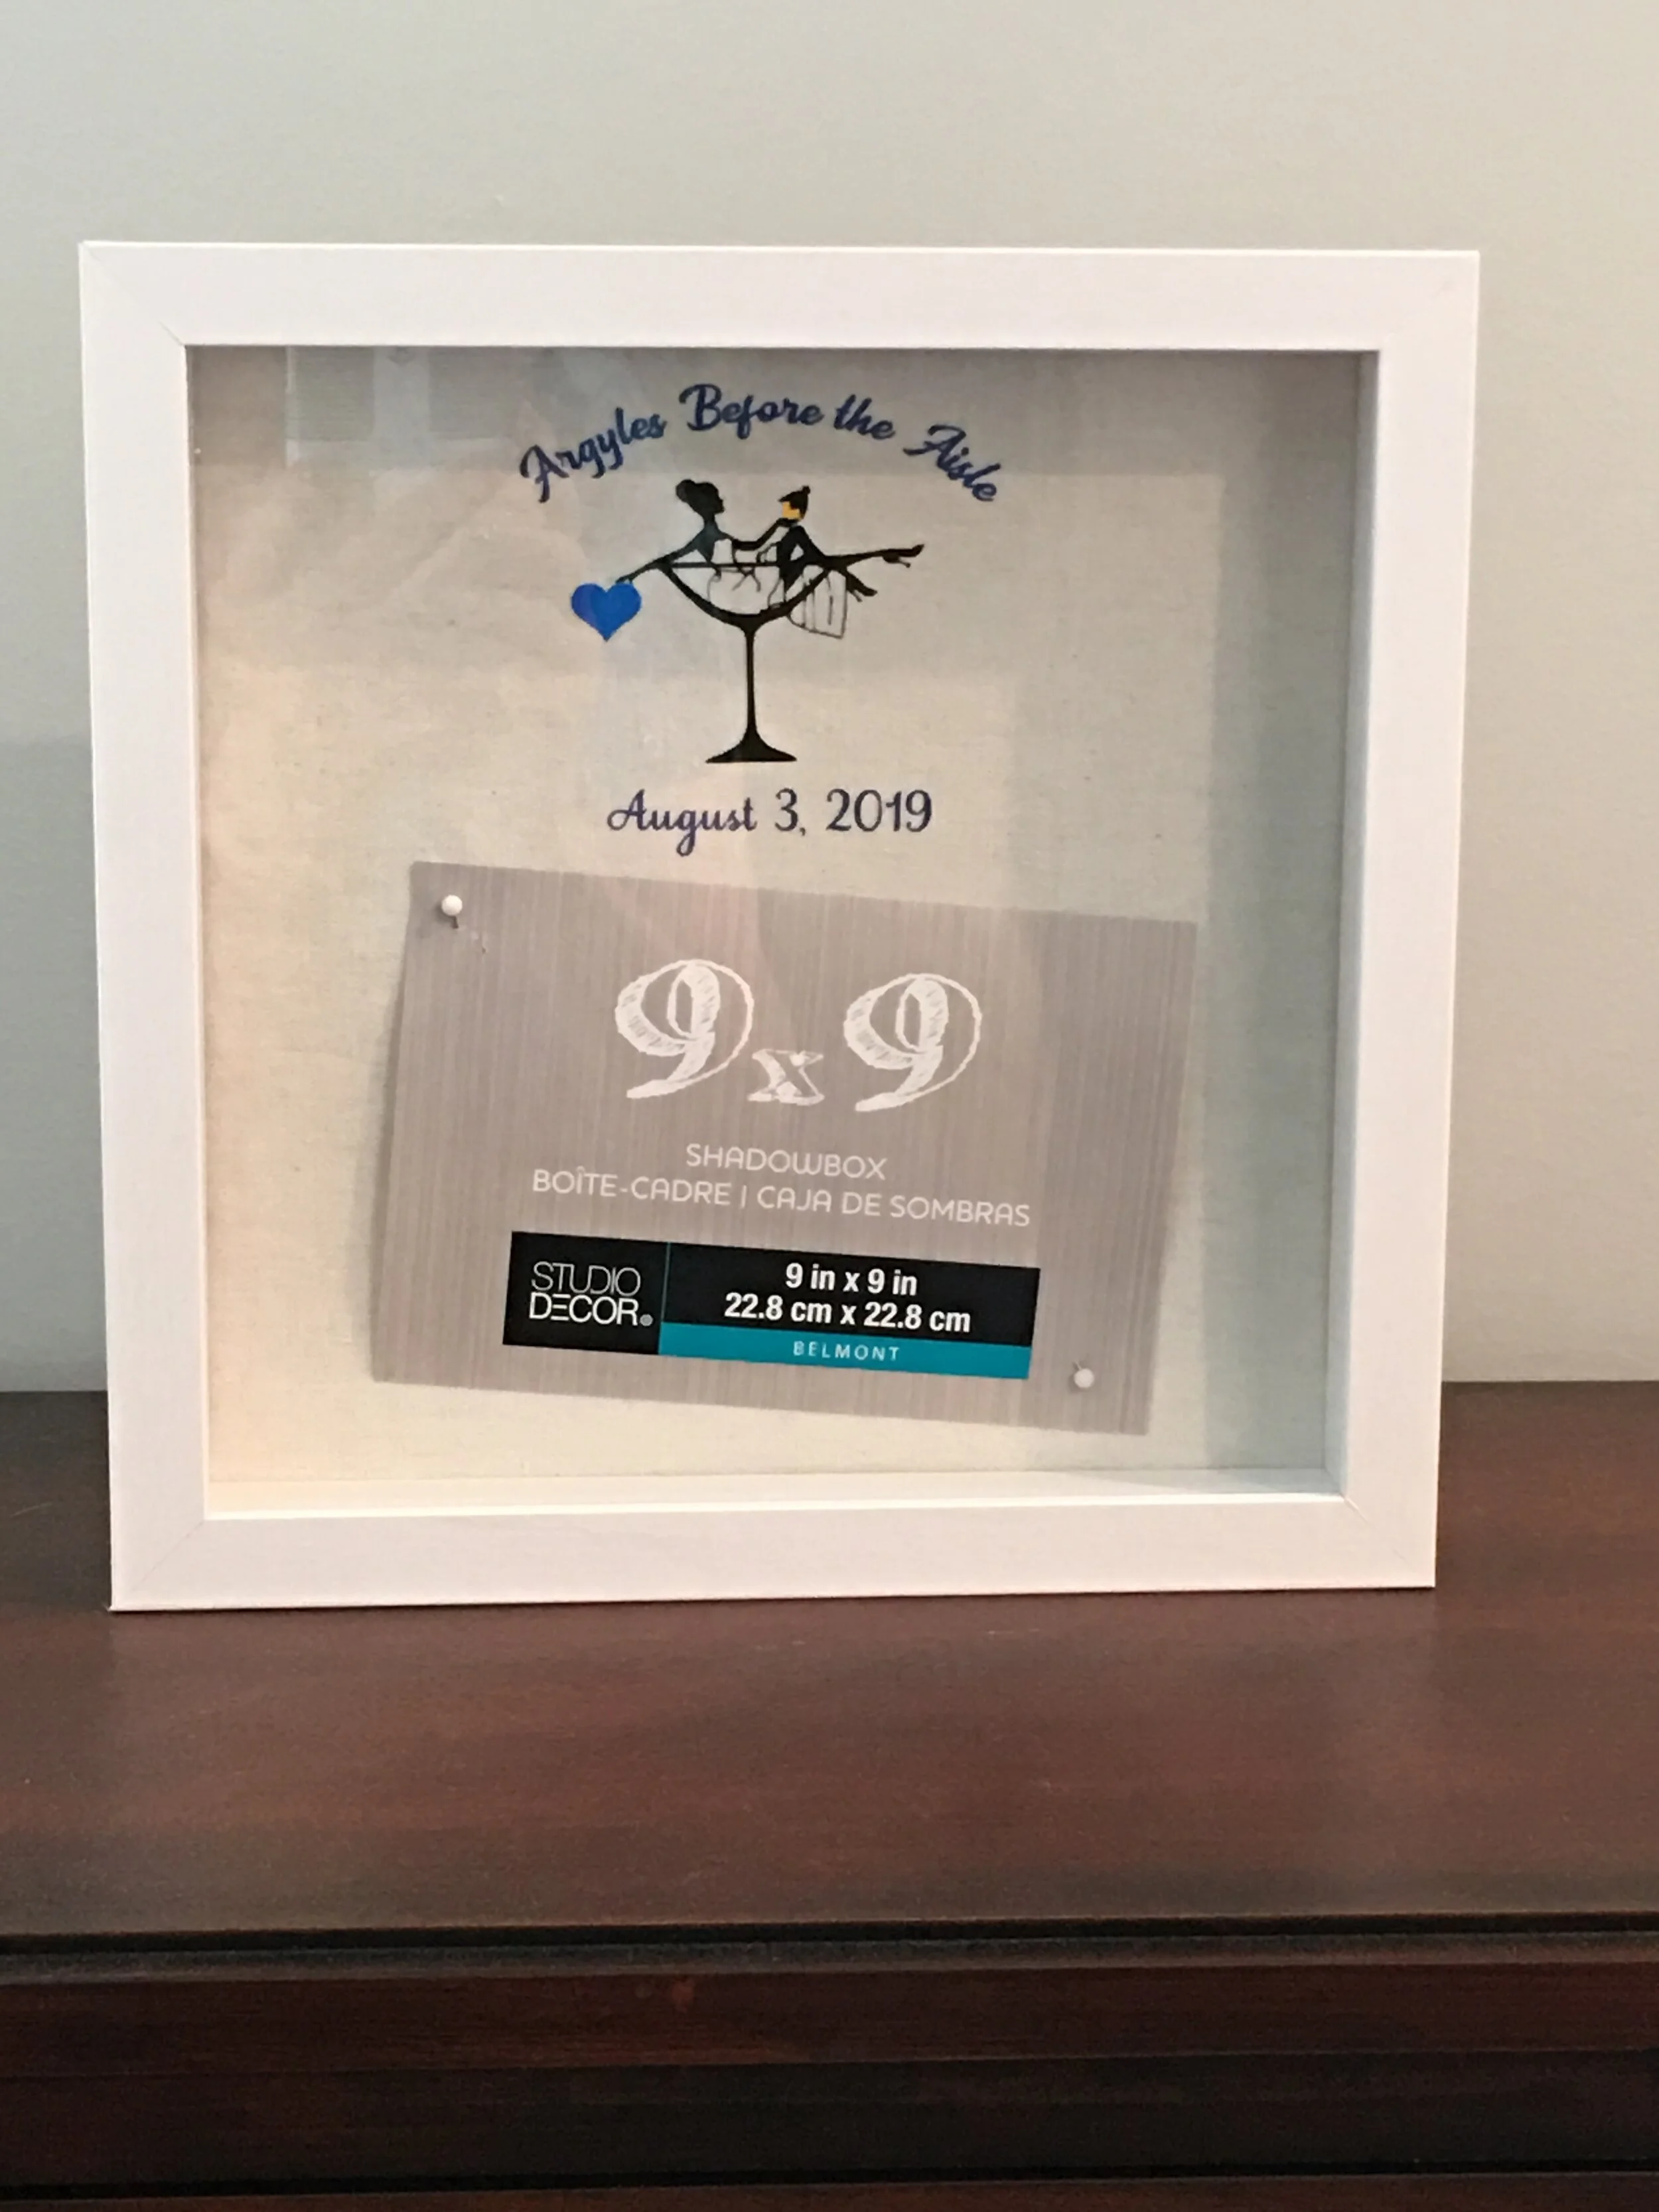 Argyles Before the Aisle
August 3, 2019
9x9
SHADOWBOX
BOÎTE-CADRE | CAJA DE SOMBRAS
STUDIO
DECOR®
9 in x 9 in
22.8 cm x 22.8 cm
BELMONT